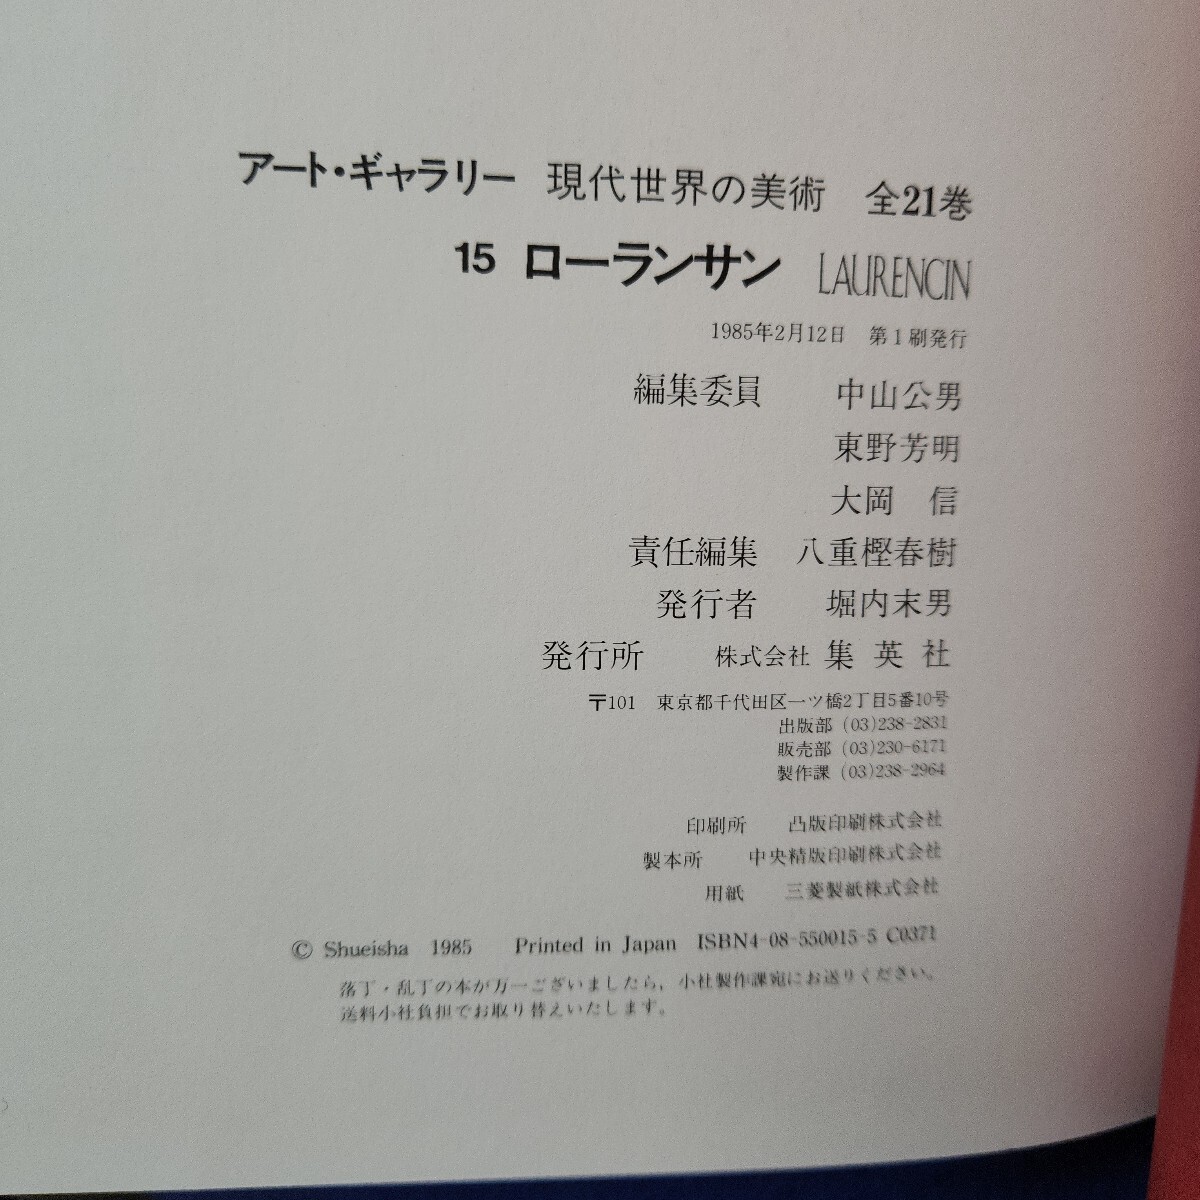 アート・ギャラリー 現代世界の美術 全21巻
15 ローランサン LAURENCIN
1985年2月12日 第1刷発行
編集委員 中山公男
東野芳明
大岡 信
責任編集 八重樫春樹
発行者 堀内末男
発行所 株式会社 集英社
〒101 東京都千代田区一ツ橋2丁目5番10号
出版部 (03)238-2831
販売部 (03)230-6171
製作課 (03)238-2964
印刷所 凸版印刷株式会社
製本所 中央精版印刷株式会社
用紙 三菱製紙株式会社
© Shueisha 1985 Printed in Japan ISBN4-08-550015-5 C0371
落丁・乱丁の本が万一ございましたら，小社製作課宛にお送りください。
送料小社負担でお取り替えいたします。